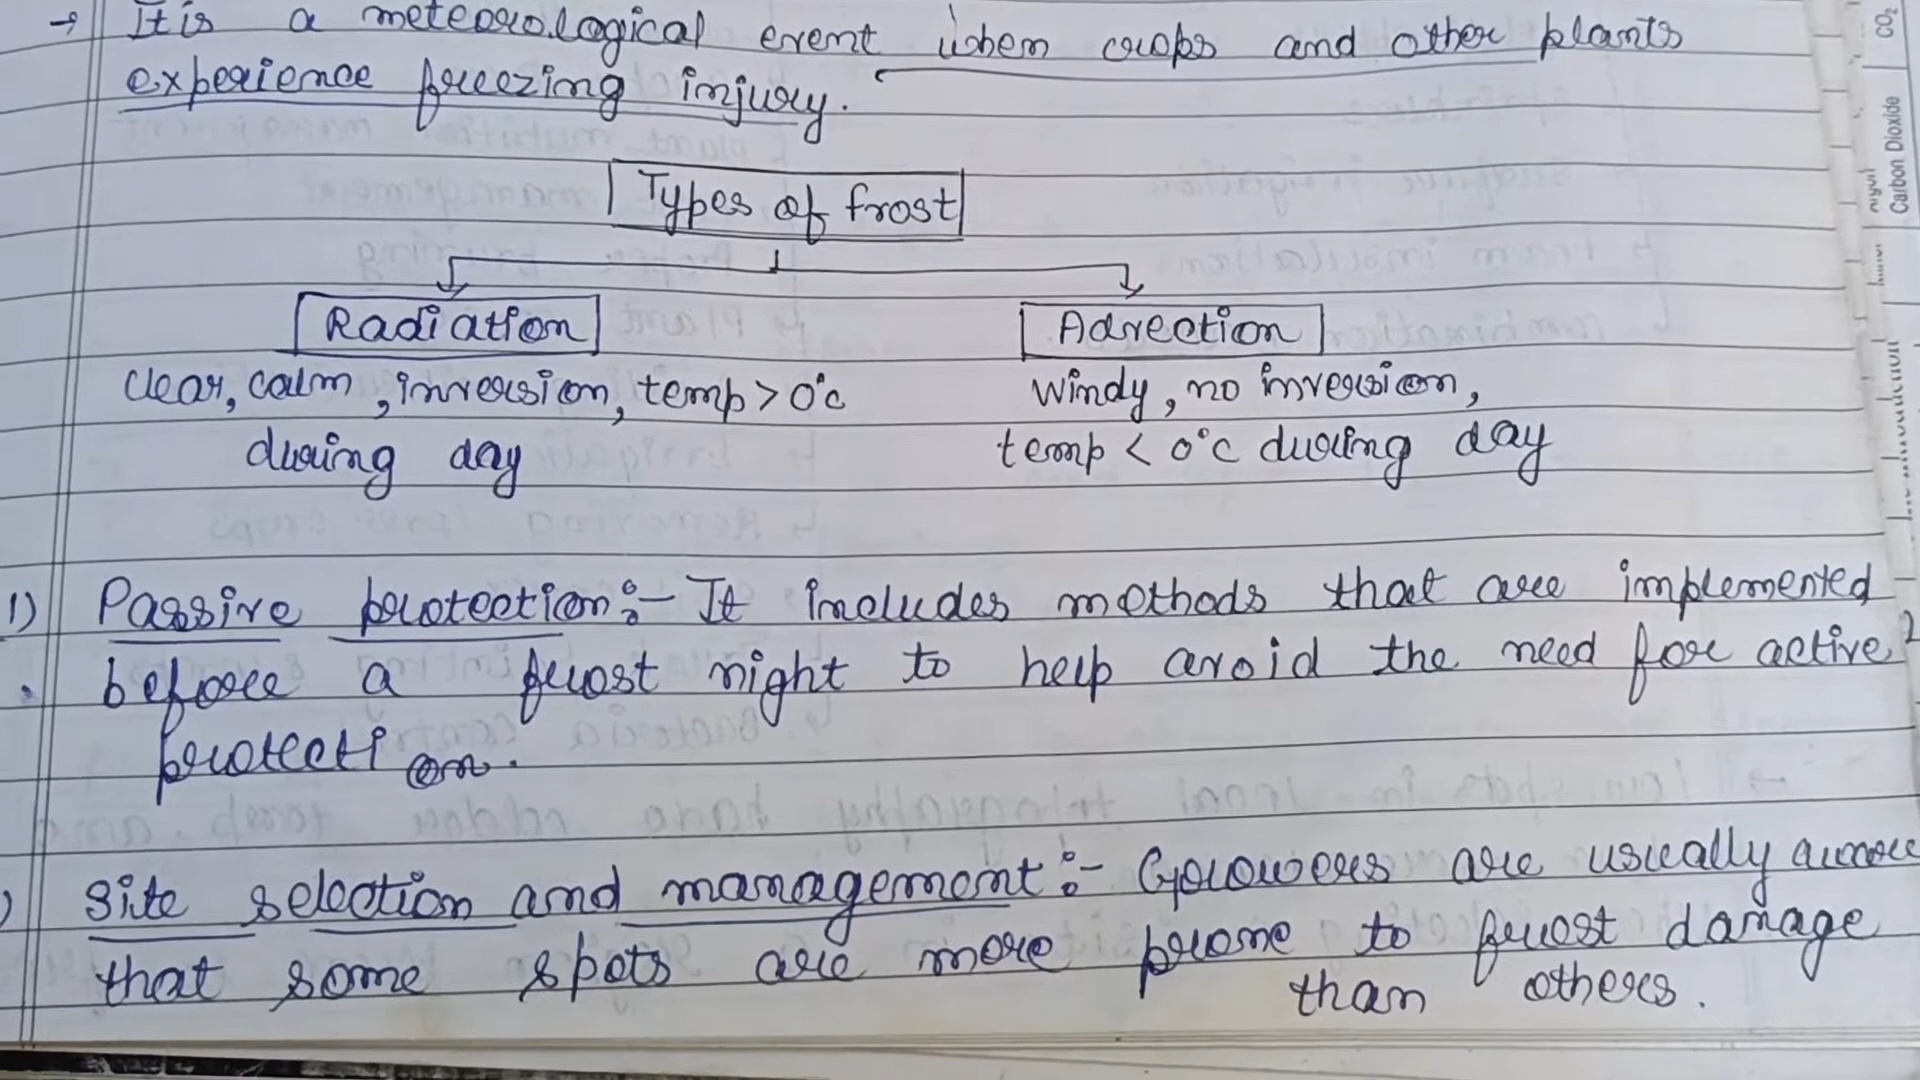 → It is a meteorological event when crops and other plants
experience freezing injury.
Types of frost
Radiation
Advection
clear, calm, inversion, temp > 0°c
during day
windy, no inversion,
temp < 0°c during day
1) Passive protection :- It includes methods that are implemented
before a frost night to help avoid the need for active
protection.
) Site selection and management :- Growers are usually aware
that some spots are more prone to frost damage
than others.
CO₂
Carbon Dioxide